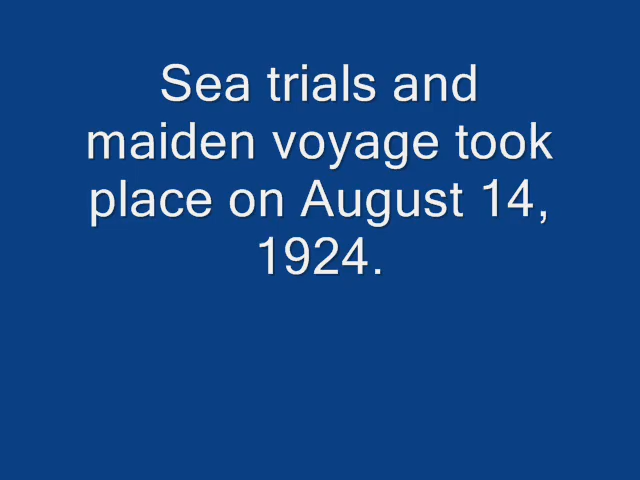 Sea trials and
maiden voyage took
place on August 14,
1924.